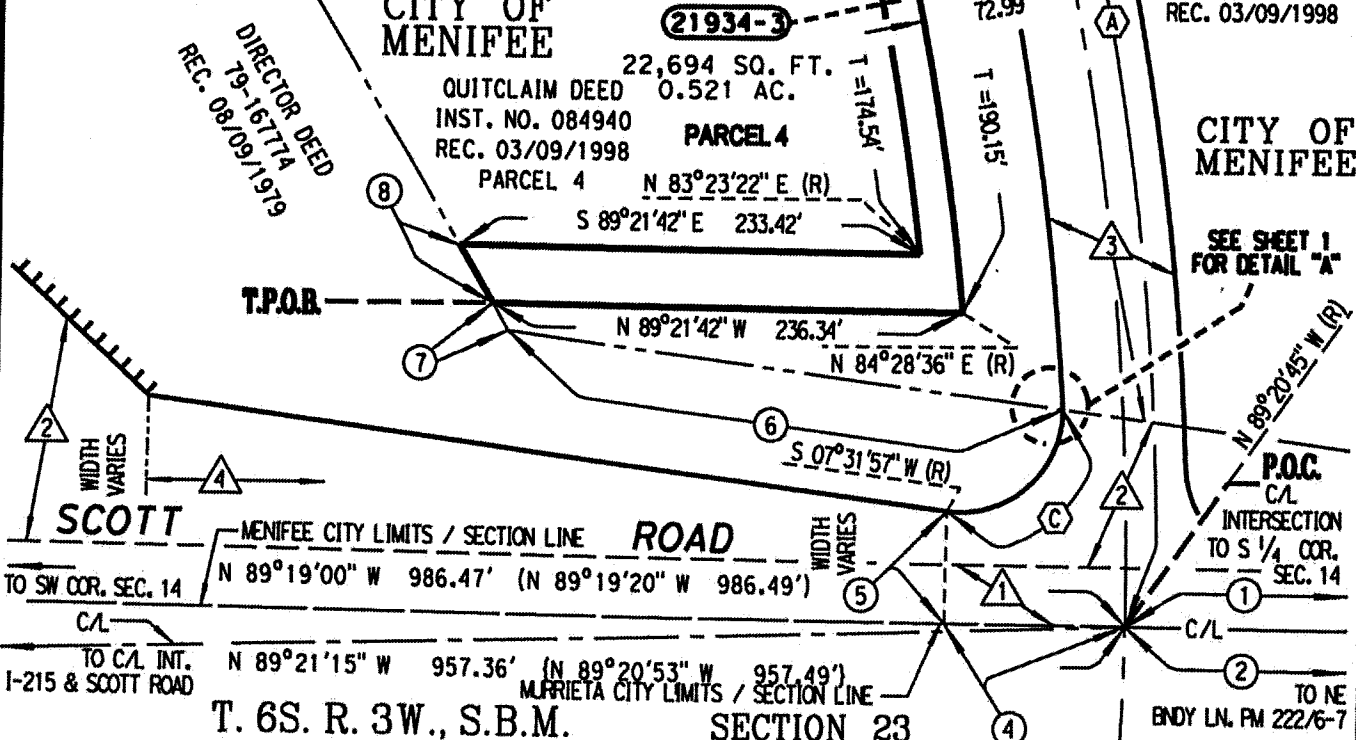 CITY OF
MENIFEE
21934-3
72.99
A
REC. 03/09/1998
DIRECTOR DEED
79-167774
REC. 08/09/1979
22,694 SQ. FT.
0.521 AC.
QUITCLAIM DEED
INST. NO. 084940
REC. 03/09/1998
PARCEL 4
PARCEL 4
T =174.54'
T =190.15'
CITY OF
MENIFEE
N 83°23'22" E (R)
8
S 89°21'42" E 233.42'
3
SEE SHEET 1
FOR DETAIL "A"
T.P.O.B.
N 89°21'42" W 236.34'
N 84°28'36" E (R)
7
N 89°20'45" W (R)
6
2
WIDTH
VARIES
4
S 07°31'57" W (R)
C
2
P.O.C.
C/L
INTERSECTION
TO S 1/4 COR.
SEC. 14
SCOTT ROAD
MENIFEE CITY LIMITS / SECTION LINE
WIDTH
VARIES
TO SW COR. SEC. 14
N 89°19'00" W 986.47' (N 89°19'20" W 986.49')
5
1
1
C/L
C/L
TO C/L INT.
I-215 & SCOTT ROAD
N 89°21'15" W 957.36' (N 89°20'53" W 957.49')
MURRIETA CITY LIMITS / SECTION LINE
2
TO NE
BNDY LN. PM 222/6-7
T. 6S. R. 3W., S.B.M.
SECTION 23
4